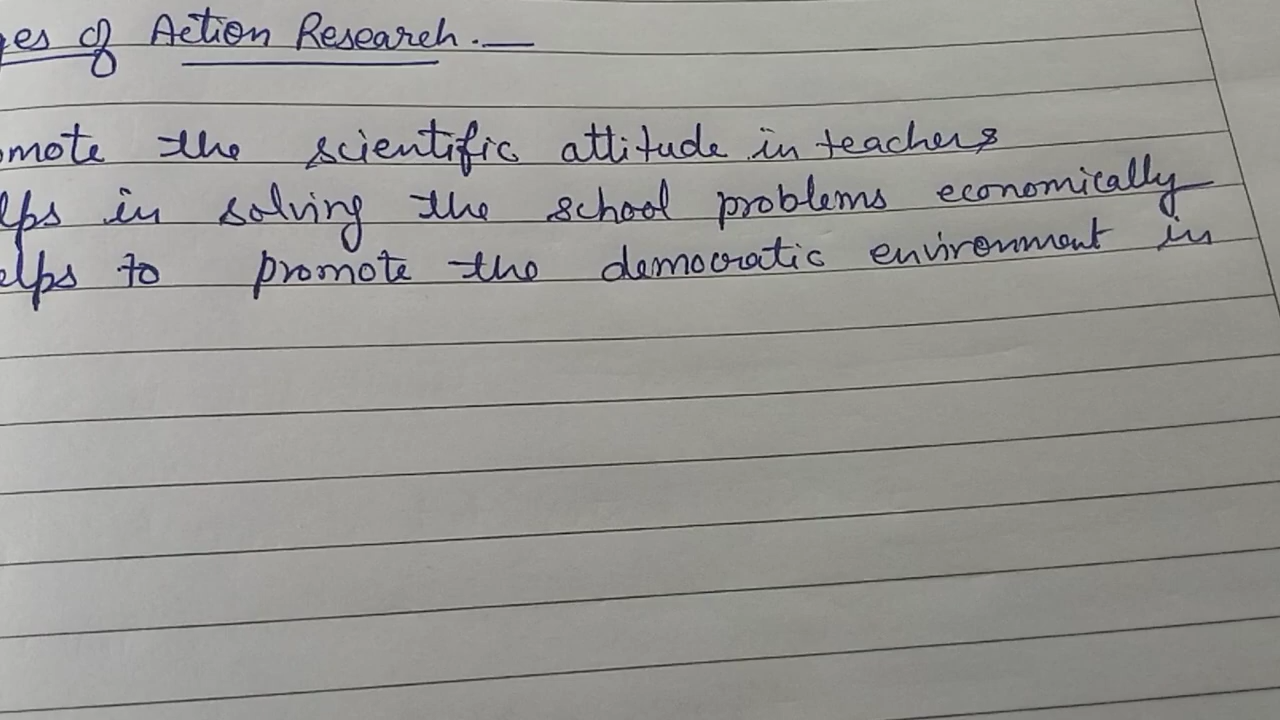 es of Action Research.—
mote the scientific attitude in teachers
lps in solving the school problems economically
elps to promote the democratic environment in